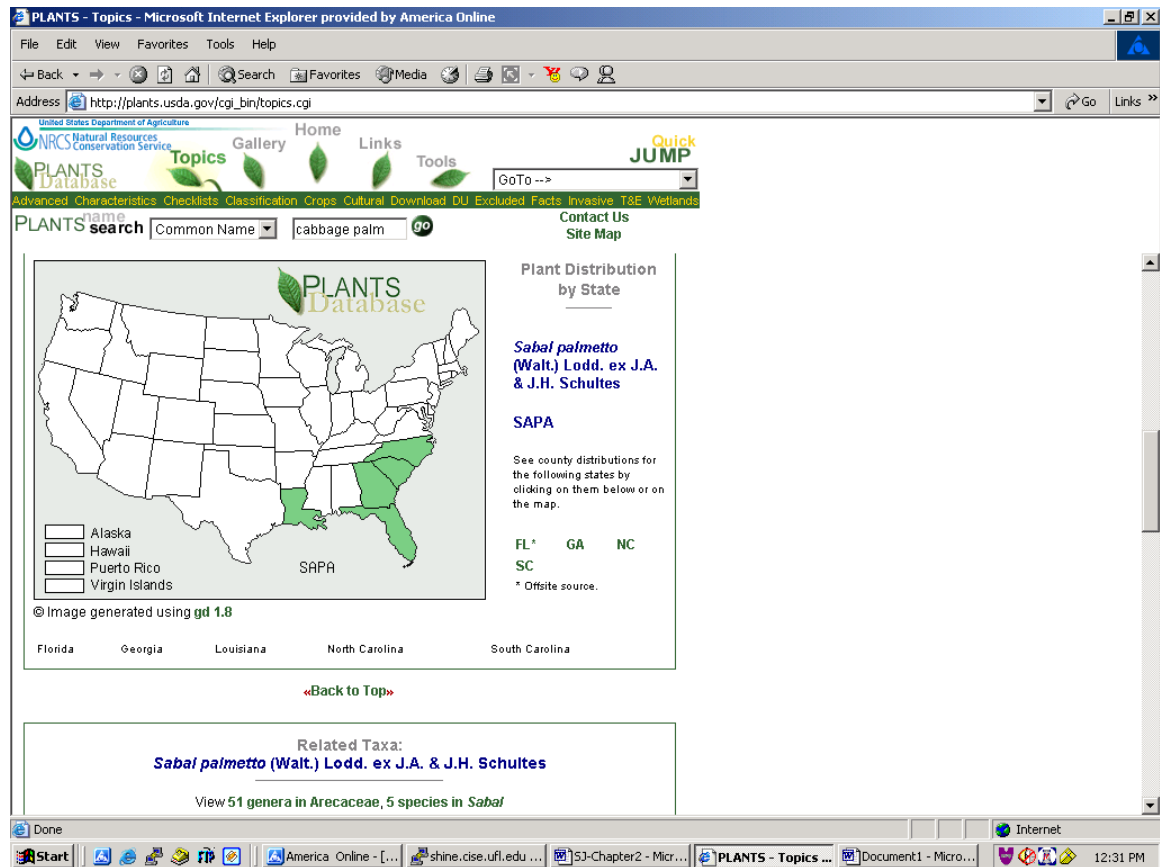 PLANTS - Topics - Microsoft Internet Explorer provided by America Online
File Edit View Favorites Tools Help
Back Search Favorites Media
Address http://plants.usda.gov/cgi_bin/topics.cgi Go Links »
United States Department of Agriculture
NRCS Natural Resources Conservation Service
Topics Gallery Home Links Tools
Quick JUMP
PLANTS Database
GoTo -->
Advanced Characteristics Checklists Classification Crops Cultural Download DU Excluded Facts Invasive T&E Wetlands
PLANTS name search Common Name cabbage palm go
Contact Us
Site Map
PLANTS Database
Alaska
Hawaii
Puerto Rico
Virgin Islands
SAPA
© Image generated using gd 1.8
Plant Distribution
by State
Sabal palmetto
(Walt.) Lodd. ex J.A.
& J.H. Schultes
SAPA
See county distributions for
the following states by
clicking on them below or on
the map.
FL* GA NC
SC
* Offsite source.
Florida Georgia Louisiana North Carolina South Carolina
«Back to Top»
Related Taxa:
Sabal palmetto (Walt.) Lodd. ex J.A. & J.H. Schultes
View 51 genera in Arecaceae, 5 species in Sabal
Done Internet
Start America Online - [... shine.cise.ufl.edu ... SJ-Chapter2 - Micr... PLANTS - Topics ... Document1 - Micro... 12:31 PM